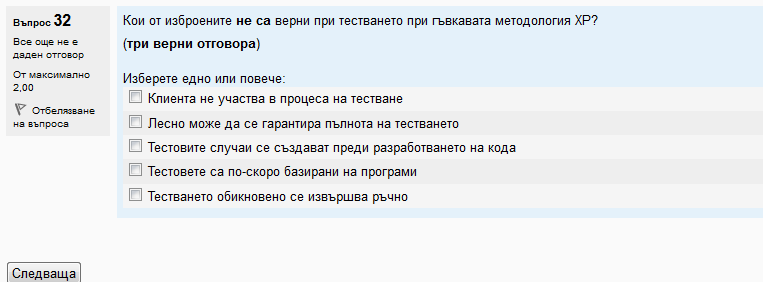 Въпрос 32
Все още не е
даден отговор
От максимално
2,00
Отбелязване
на въпроса
Кои от изброените не са верни при тестването при гъвкавата методология XP?
(три верни отговора)
Изберете едно или повече:
Клиента не участва в процеса на тестване
Лесно може да се гарантира пълнота на тестването
Тестовите случаи се създават преди разработването на кода
Тестовете са по-скоро базирани на програми
Тестването обикновено се извършва ръчно
Следваща